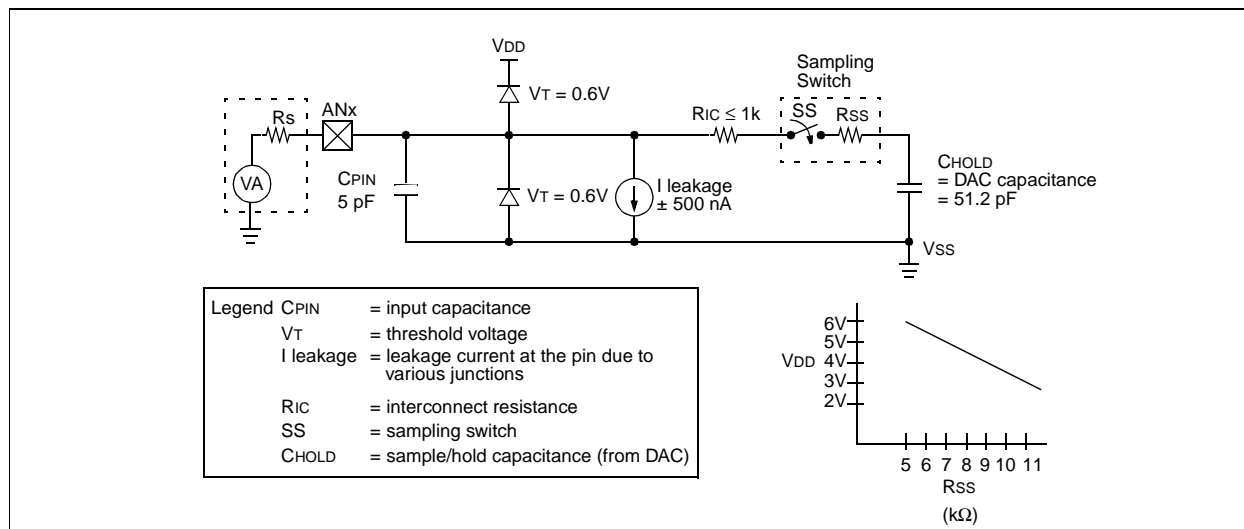 VDD
Sampling
Switch
VT = 0.6V
ANx
RS
RIC ≤ 1k
SS
RSS
VA
CPIN
5 pF
VT = 0.6V
I leakage
± 500 nA
CHOLD
= DAC capacitance
= 51.2 pF
VSS
Legend CPIN = input capacitance
VT = threshold voltage
I leakage = leakage current at the pin due to
various junctions
RIC = interconnect resistance
SS = sampling switch
CHOLD = sample/hold capacitance (from DAC)
6V
5V
VDD 4V
3V
2V
5 6 7 8 9 10 11
RSS
(kΩ)